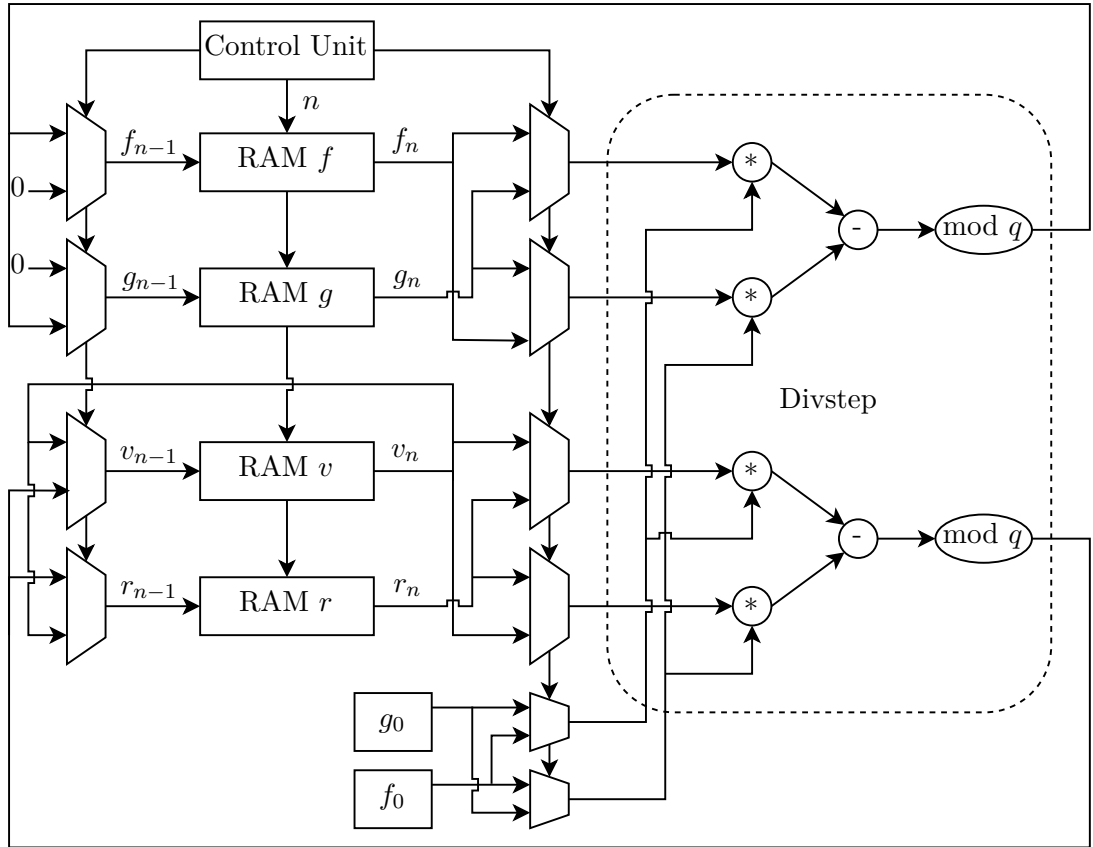 Control Unit
n
0
f_{n-1}
RAM f
f_n
*
0
g_{n-1}
RAM g
g_n
*
-
mod q
Divstep
v_{n-1}
RAM v
v_n
*
r_{n-1}
RAM r
r_n
*
-
mod q
g_0
f_0